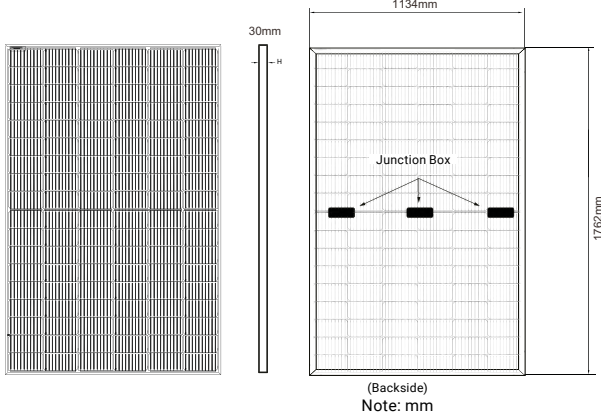 1134mm
30mm
H
Junction Box
1762mm
(Backside)
Note: mm